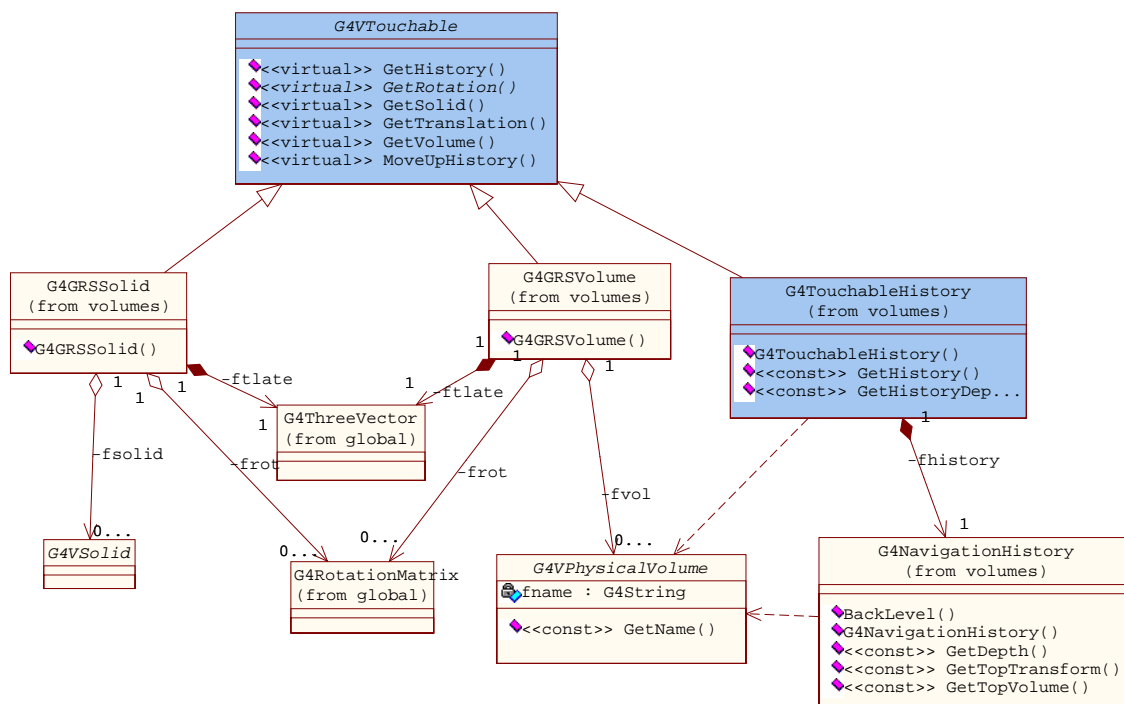 G4VTouchable
<<virtual>> GetHistory()
<<virtual>> GetRotation()
<<virtual>> GetSolid()
<<virtual>> GetTranslation()
<<virtual>> GetVolume()
<<virtual>> MoveUpHistory()
G4GRSSolid
(from volumes)
G4GRSSolid()
G4GRSVolume
(from volumes)
G4GRSVolume()
G4TouchableHistory
(from volumes)
G4TouchableHistory()
<<const>> GetHistory()
<<const>> GetHistoryDep...
1
1
1
-ftlate
1
1
1
1
-ftlate
1
1
G4ThreeVector
(from global)
-fsolid
-frot
-frot
-fvol
-fhistory
0...
0...
0...
0...
1
G4VSolid
G4RotationMatrix
(from global)
G4VPhysicalVolume
fname : G4String
<<const>> GetName()
G4NavigationHistory
(from volumes)
BackLevel()
G4NavigationHistory()
<<const>> GetDepth()
<<const>> GetTopTransform()
<<const>> GetTopVolume()